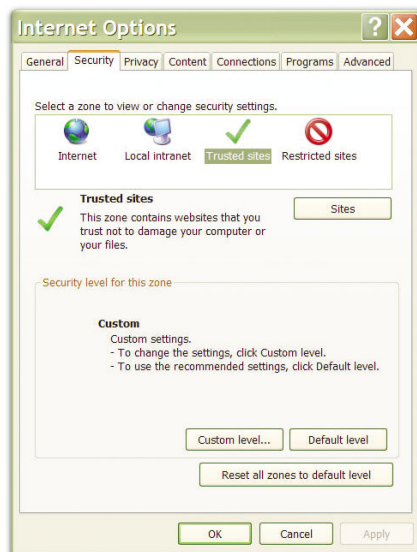 Internet Options
General Security Privacy Content Connections Programs Advanced
Select a zone to view or change security settings.
Internet Local intranet Trusted sites Restricted sites
Trusted sites
Sites
This zone contains websites that you
trust not to damage your computer or
your files.
Security level for this zone
Custom
Custom settings.
- To change the settings, click Custom level.
- To use the recommended settings, click Default level.
Custom level... Default level
Reset all zones to default level
OK Cancel Apply